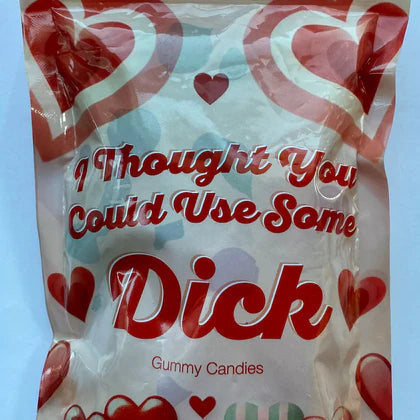 I Thought You
Could Use Some
Dick
Gummy Candies